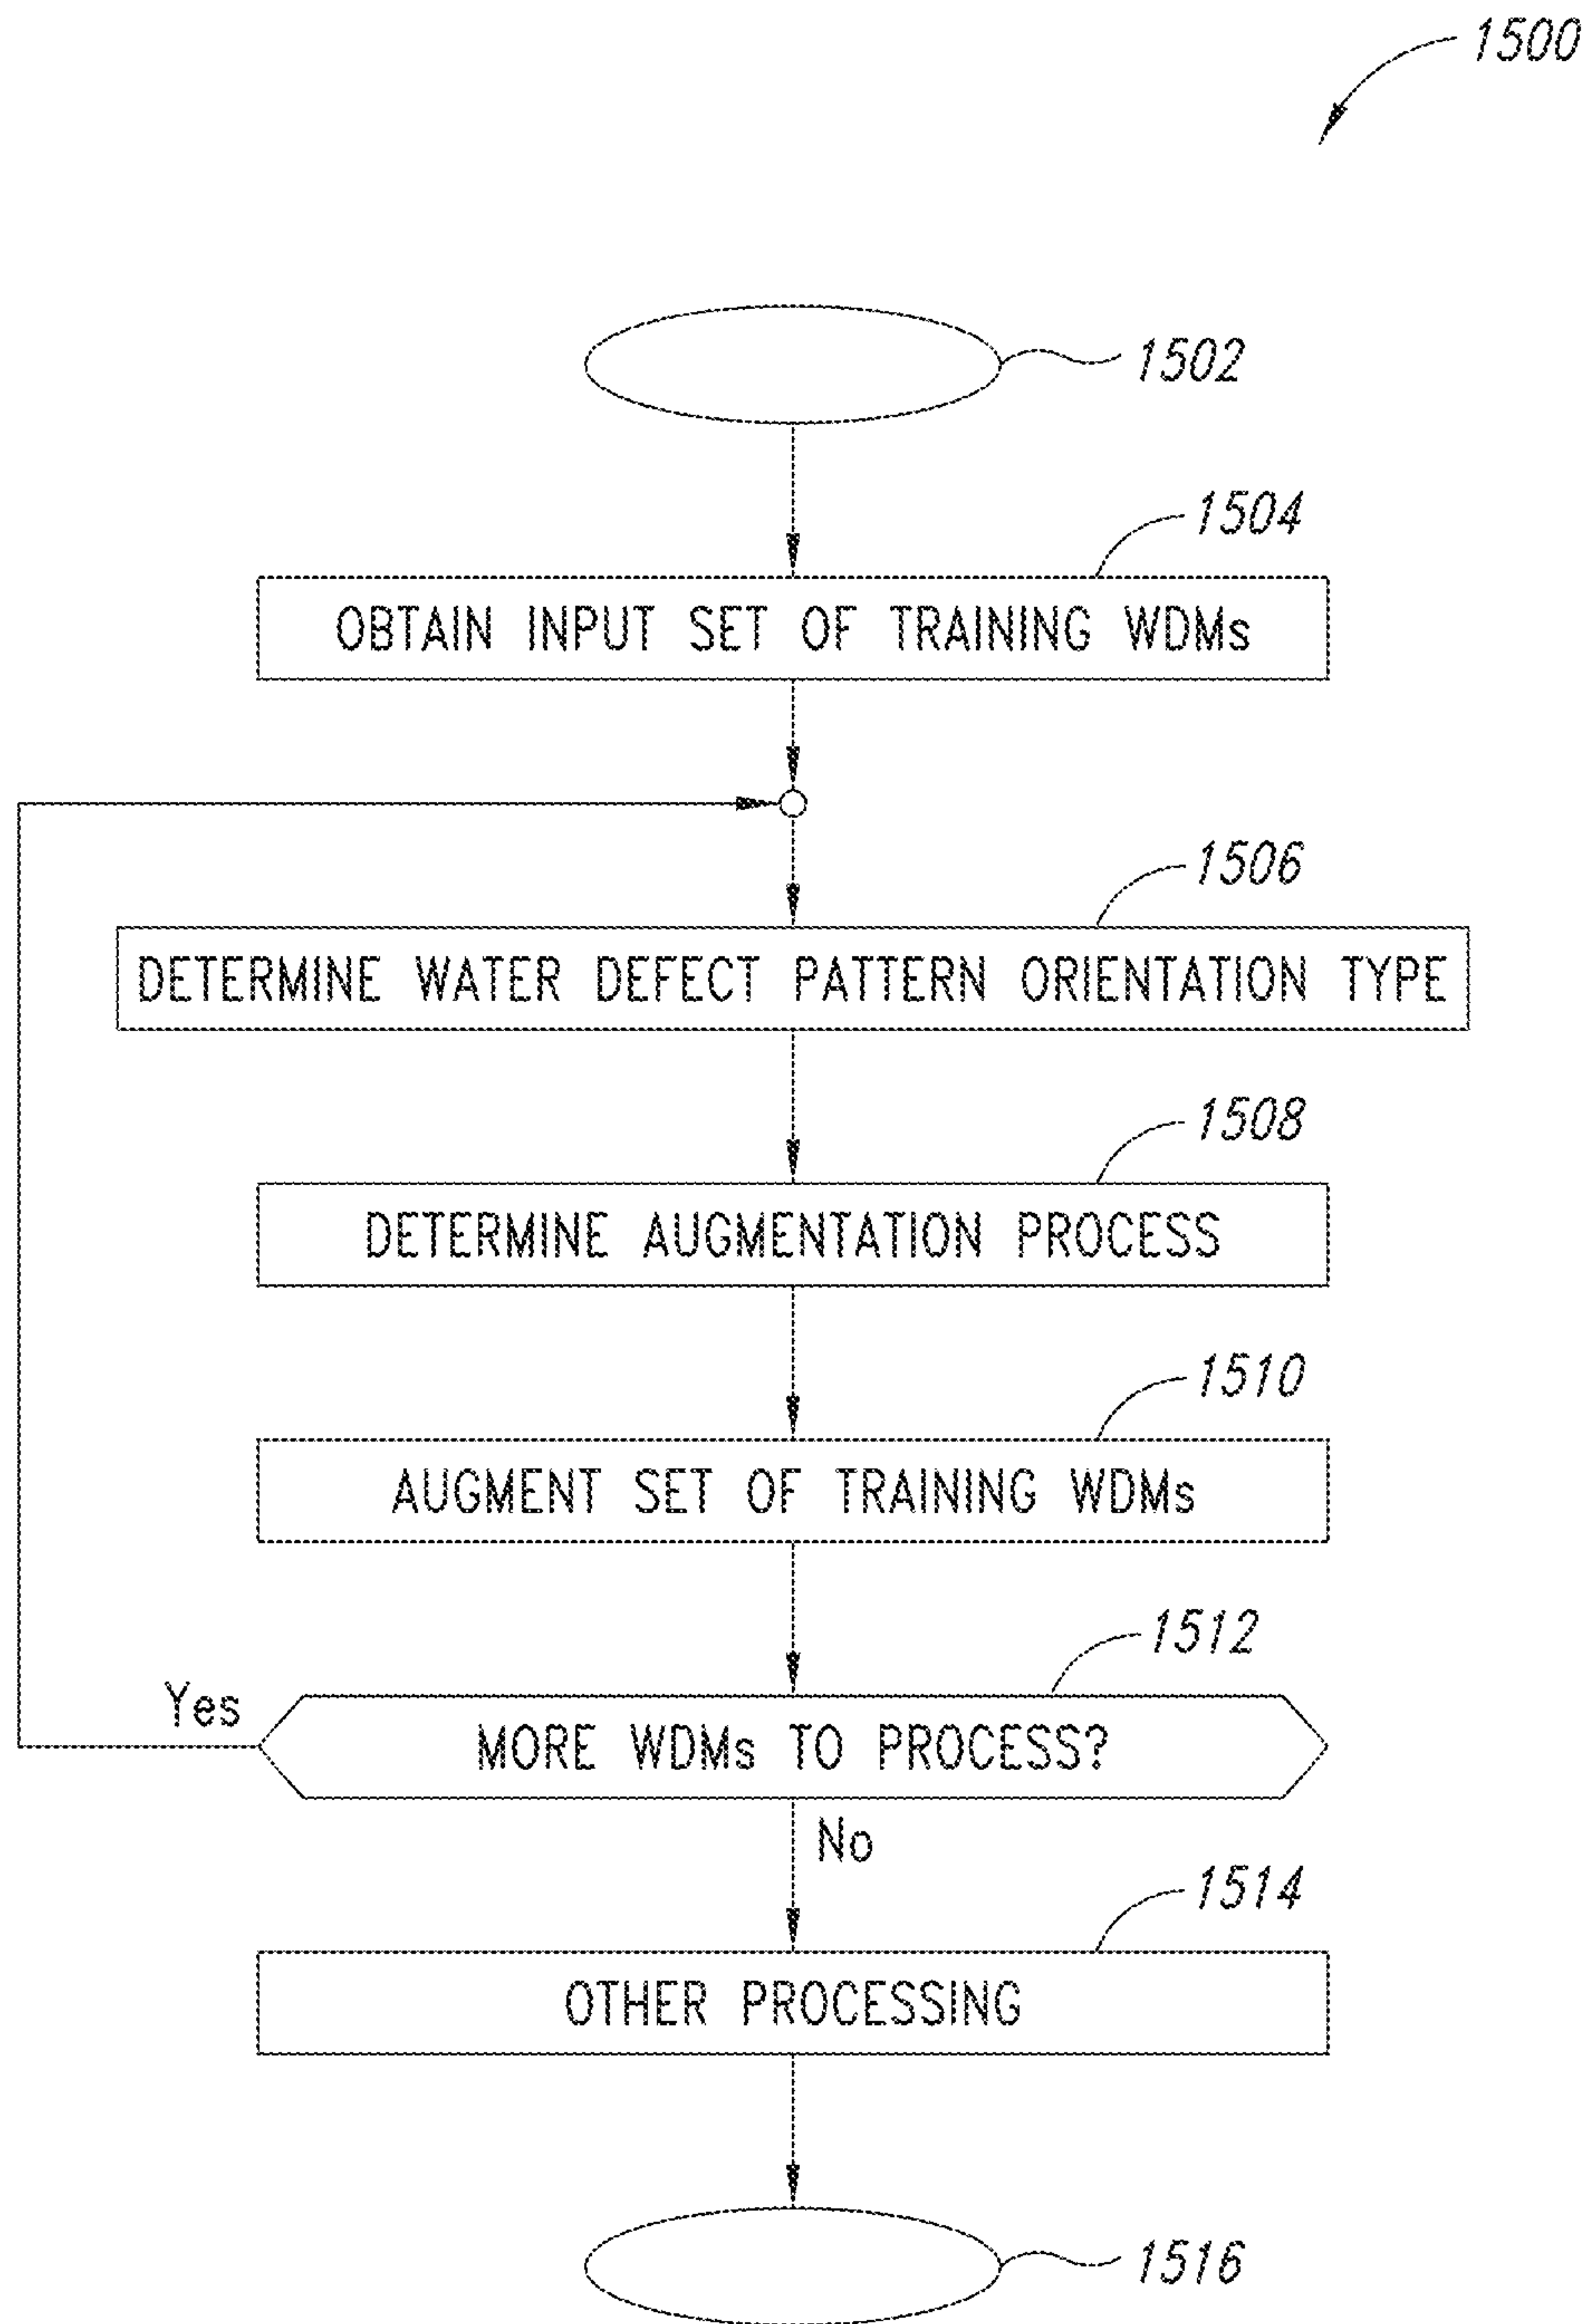 1500
1502
1504
OBTAIN INPUT SET OF TRAINING WDMs
1506
DETERMINE WATER DEFECT PATTERN ORIENTATION TYPE
1508
DETERMINE AUGMENTATION PROCESS
1510
AUGMENT SET OF TRAINING WDMs
1512
Yes
MORE WDMs TO PROCESS?
No
1514
OTHER PROCESSING
1516